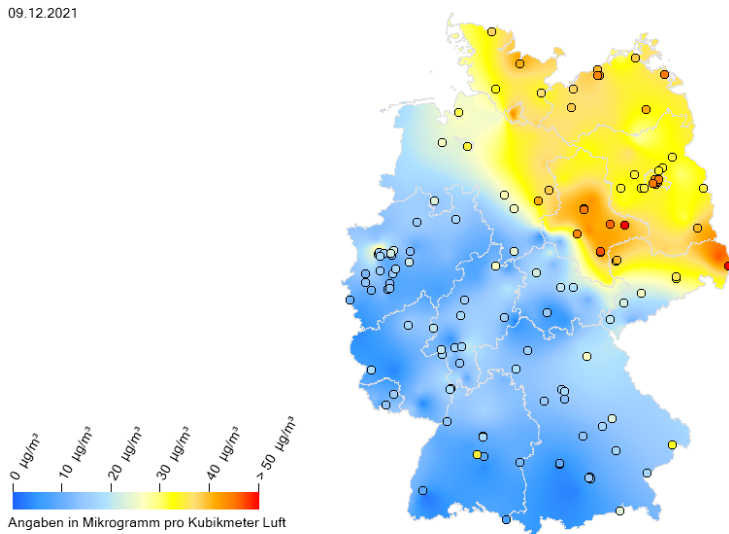 09.12.2021
0 µg/m³
10 µg/m³
20 µg/m³
30 µg/m³
40 µg/m³
> 50 µg/m³
Angaben in Mikrogramm pro Kubikmeter Luft